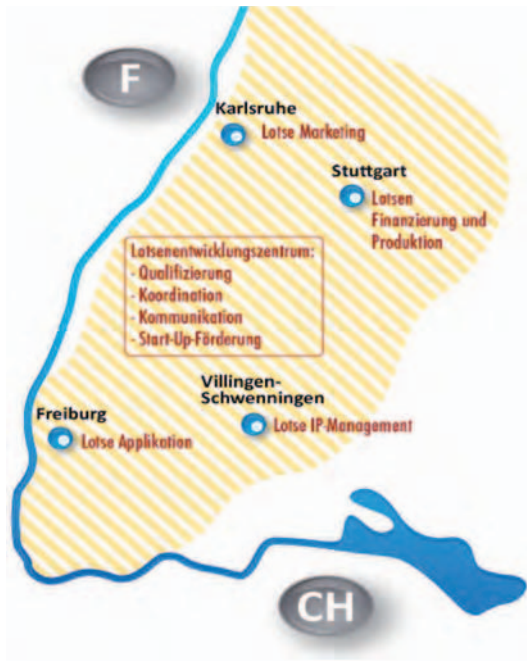 F
Karlsruhe
Lotse Marketing
Stuttgart
Lotsen
Finanzierung und
Produktion
Lotsenentwicklungszentrum:
- Qualifizierung
- Koordination
- Kommunikation
- Start-Up-Förderung
Villingen-
Schwenningen
Lotse IP-Management
Freiburg
Lotse Applikation
CH